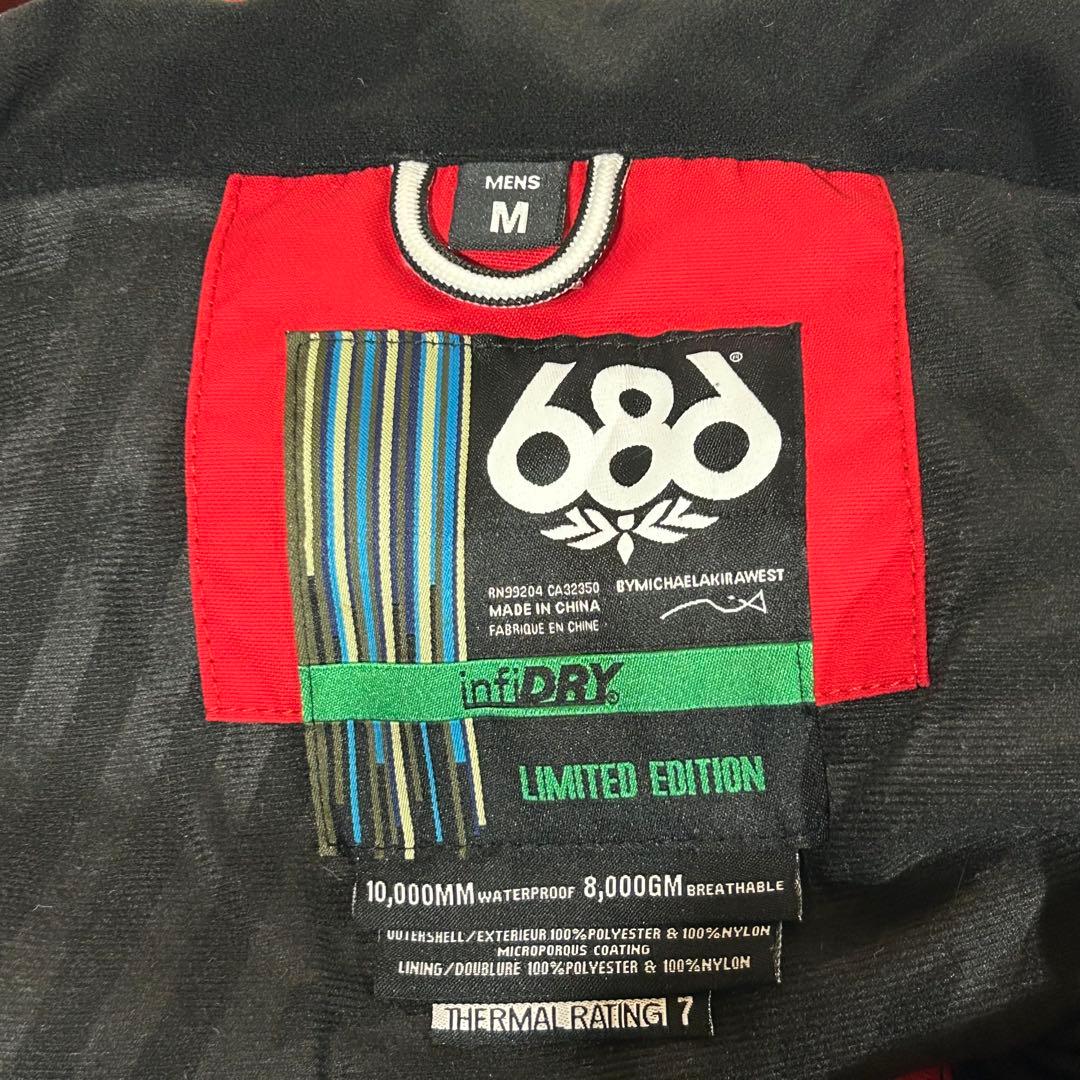 MENS
M
686®
RN99204 CA32350
MADE IN CHINA
FABRIQUE EN CHINE
BYMICHAELAKIRAWEST
infiDRY®
LIMITED EDITION
10,000MM WATERPROOF 8,000GM BREATHABLE
OUTERSHELL/EXTERIEUR 100%POLYESTER & 100%NYLON
MICROPOROUS COATING
LINING/DOUBLURE 100%POLYESTER & 100%NYLON
THERMAL RATING 7